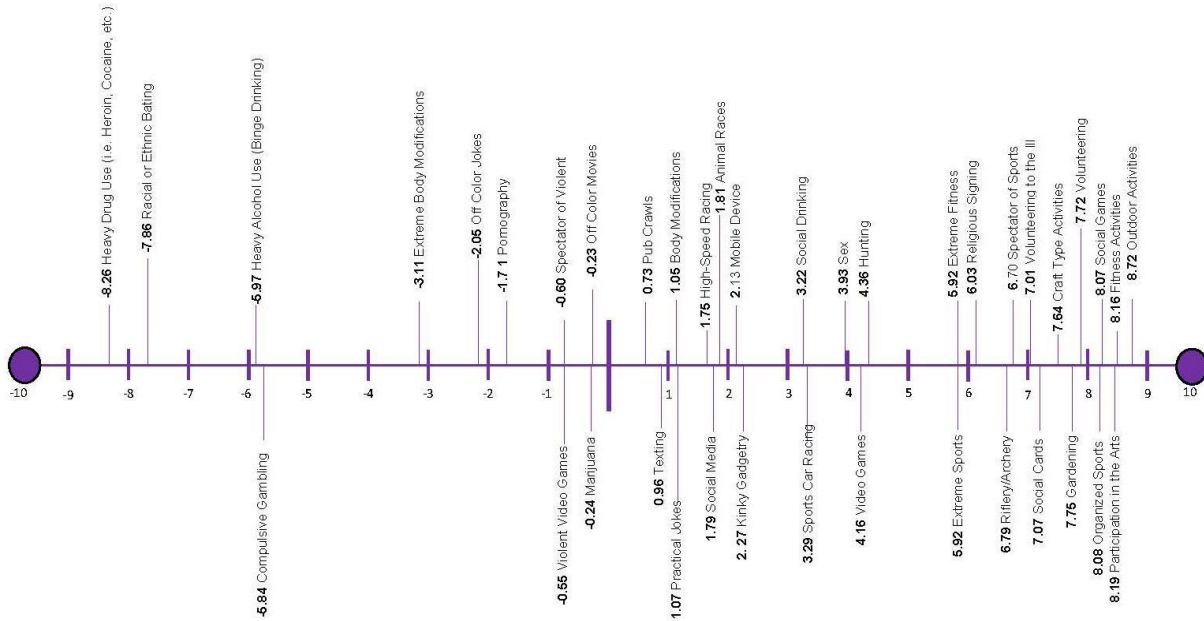 -8.26 Heavy Drug Use (i.e. Heroin, Cocaine, etc.)
-7.86 Racial or Ethnic Bating
-5.97 Heavy Alcohol Use (Binge Drinking)
-3.11 Extreme Body Modifications
-2.05 Off Color Jokes
-1.7 1 Pornography
-0.60 Spectator of Violent
-0.23 Off Color Movies
0.73 Pub Crawls
1.05 Body Modifications
1.75 High-Speed Racing
1.81 Animal Races
2.13 Mobile Device
3.22 Social Drinking
3.93 Sex
4.36 Hunting
5.92 Extreme Fitness
6.03 Religious Signing
6.70 Spectator of Sports
7.01 Volunteering to the Ill
7.64 Craft Type Activities
7.72 Volunteering
8.07 Social Games
8.16 Fitness Activities
8.72 Outdoor Activities
-10 -9 -8 -7 -6 -5 -4 -3 -2 -1 1 2 3 4 5 6 7 8 9 10
-5.84 Compulsive Gambling
-0.55 Violent Video Games
-0.24 Marijuana
0.96 Texting
1.07 Practical Jokes
1.79 Social Media
2. 27 Kinky Gadgetry
3.29 Sports Car Racing
4.16 Video Games
5.92 Extreme Sports
6.79 Riflery/Archery
7.07 Social Cards
7.75 Gardening
8.08 Organized Sports
8.19 Participation in the Arts